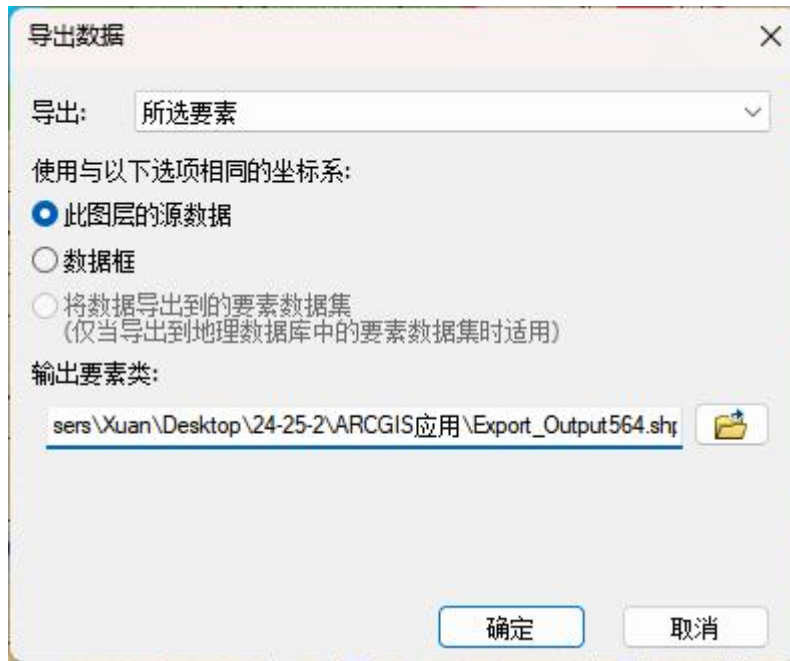 导出数据
导出: 所选要素
使用与以下选项相同的坐标系:
此图层的源数据
数据框
将数据导出到的要素数据集
(仅当导出到地理数据库中的要素数据集时适用)
输出要素类:
sers\Xuan\Desktop\24-25-2\ARCGIS应用\Export_Output564.shp
确定 取消